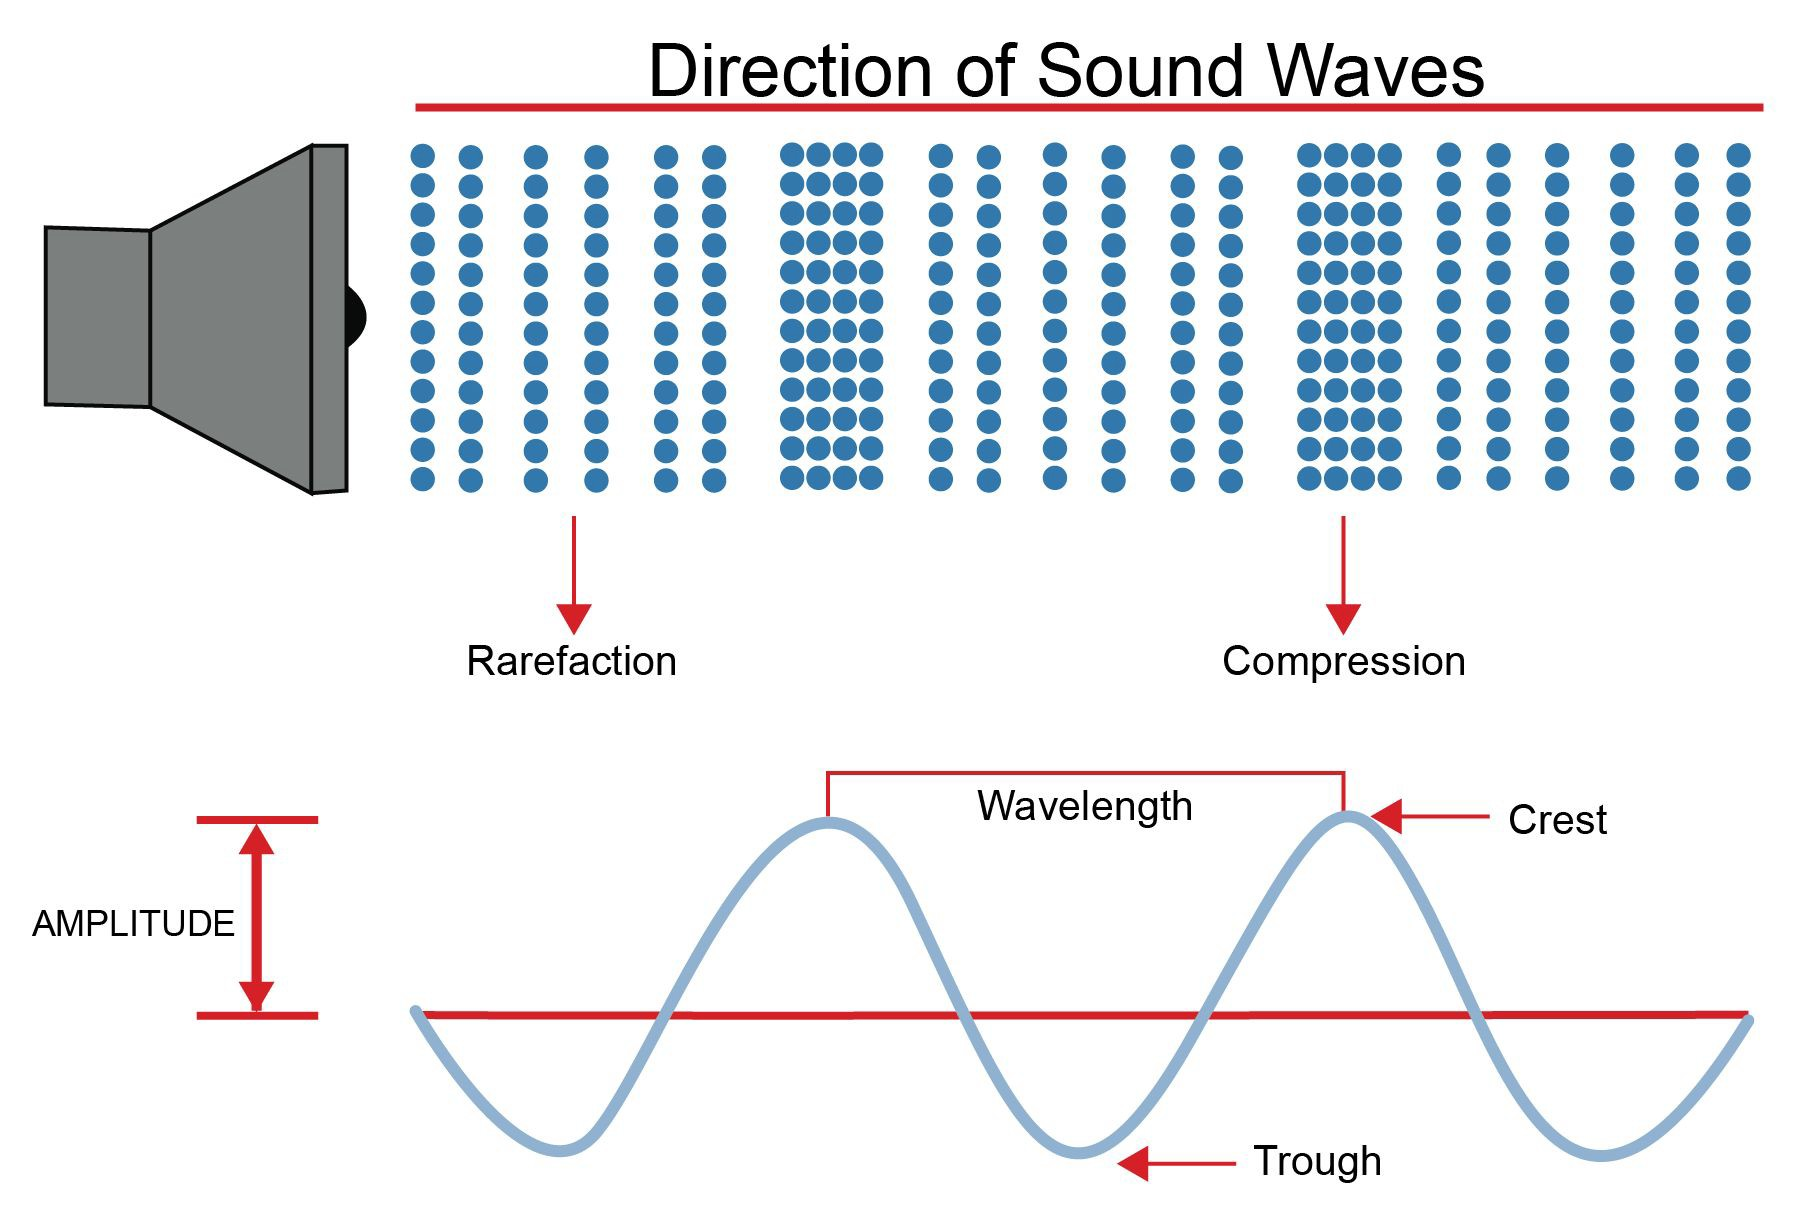 Direction of Sound Waves
Rarefaction
Compression
Wavelength
Crest
AMPLITUDE
Trough